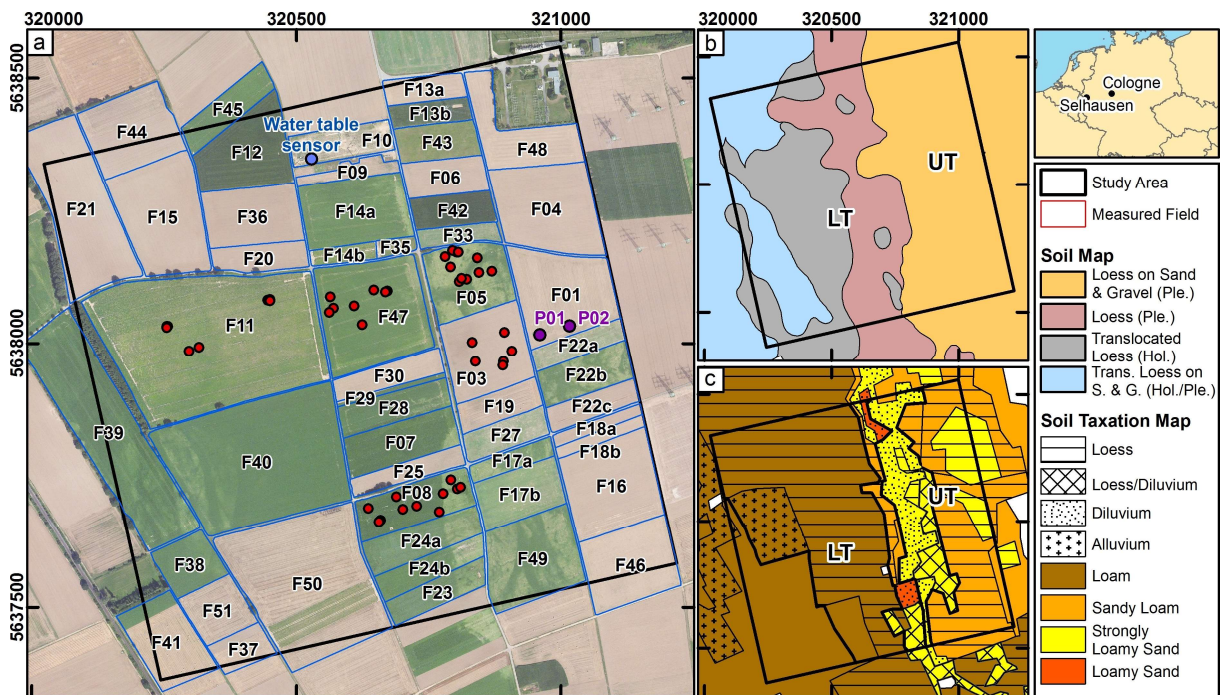 320000
320500
321000
5638500
5638000
5637500
a
F13a
F13b
F45
F44
Water table
sensor
F10
F43
F12
F48
F09
F06
F21
F15
F36
F14a
F42
F04
F20
F14b
F35
F33
F05
F01
F11
F47
P01
P02
F22a
F30
F03
F22b
F29
F28
F19
F22c
F39
F07
F27
F18a
F40
F25
F17a
F18b
F08
F17b
F16
F24a
F38
F24b
F49
F50
F23
F46
F51
F41
F37
320000
320500
321000
b
UT
LT
c
UT
LT
Cologne
Selhausen
Study Area
Measured Field
Soil Map
Loess on Sand
& Gravel (Ple.)
Loess (Ple.)
Translocated
Loess (Hol.)
Trans. Loess on
S. & G. (Hol./Ple.)
Soil Taxation Map
Loess
Loess/Diluvium
Diluvium
Alluvium
Loam
Sandy Loam
Strongly
Loamy Sand
Loamy Sand